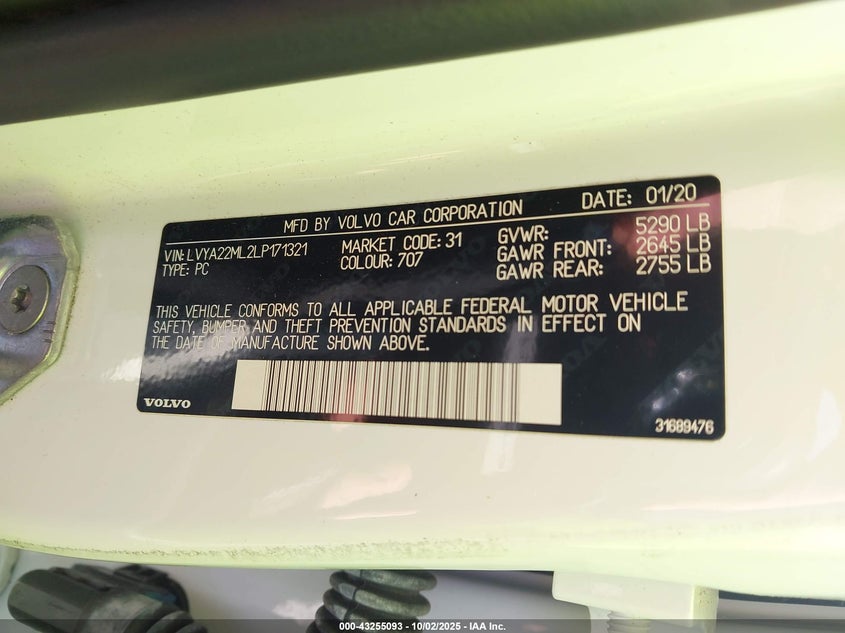 MFD BY VOLVO CAR CORPORATION DATE: 01/20
VIN: LVYA22ML2LP171321 MARKET CODE: 31 GVWR: 5290 LB
TYPE: PC COLOUR: 707 GAWR FRONT: 2645 LB
GAWR REAR: 2755 LB
THIS VEHICLE CONFORMS TO ALL APPLICABLE FEDERAL MOTOR VEHICLE
SAFETY, BUMPER AND THEFT PREVENTION STANDARDS IN EFFECT ON
THE DATE OF MANUFACTURE SHOWN ABOVE.
VOLVO
31689476
000-43255093 - 10/02/2025 - IAA Inc.